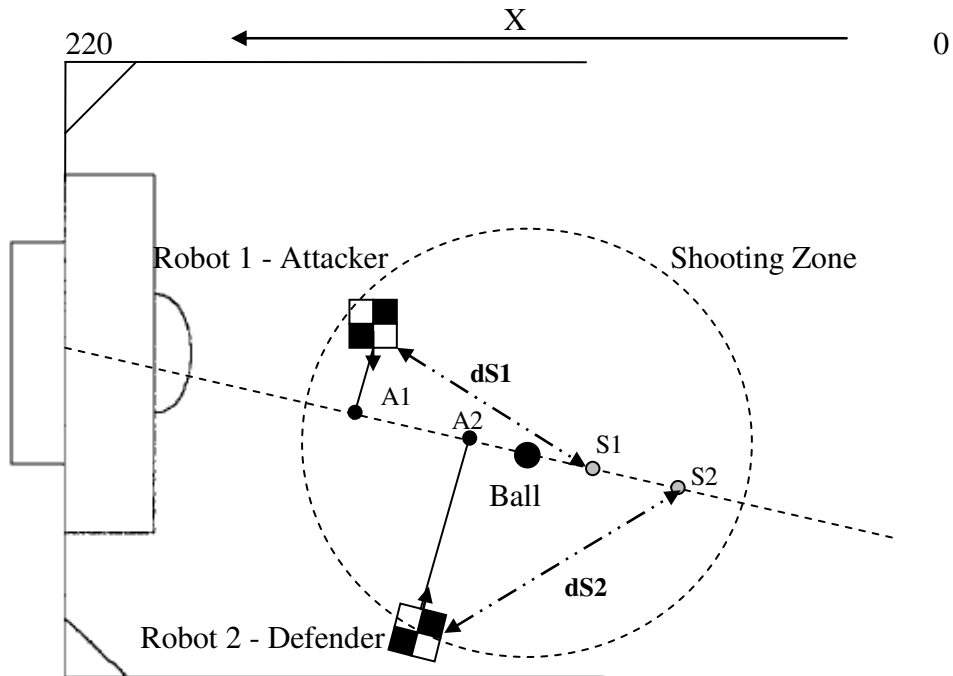 X
220
0
Robot 1 - Attacker
Shooting Zone
dS1
A1
A2
S1
S2
Ball
dS2
Robot 2 - Defender